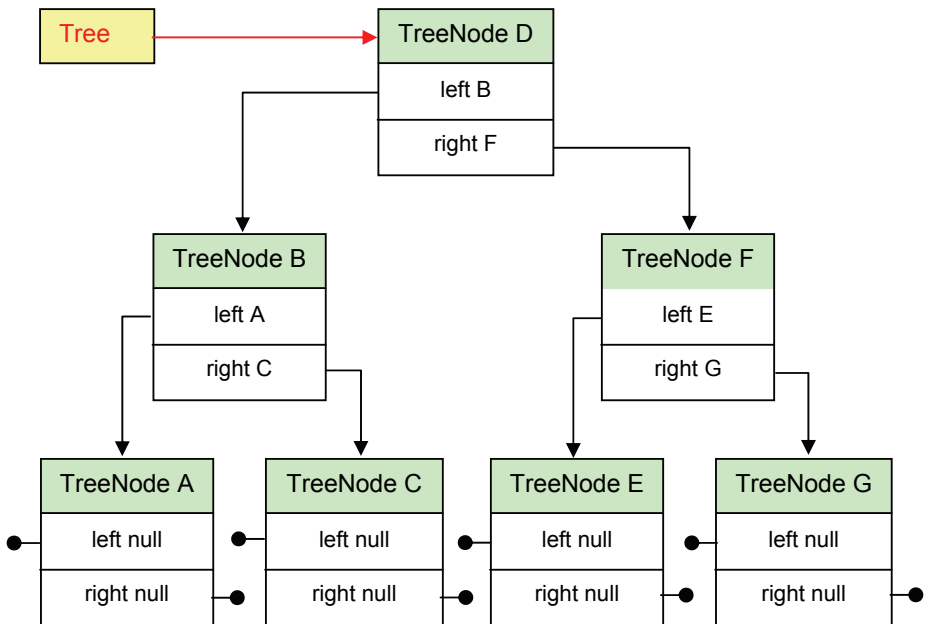 Tree
TreeNode D
left B
right F
TreeNode B
left A
right C
TreeNode F
left E
right G
TreeNode A
left null
right null
TreeNode C
left null
right null
TreeNode E
left null
right null
TreeNode G
left null
right null